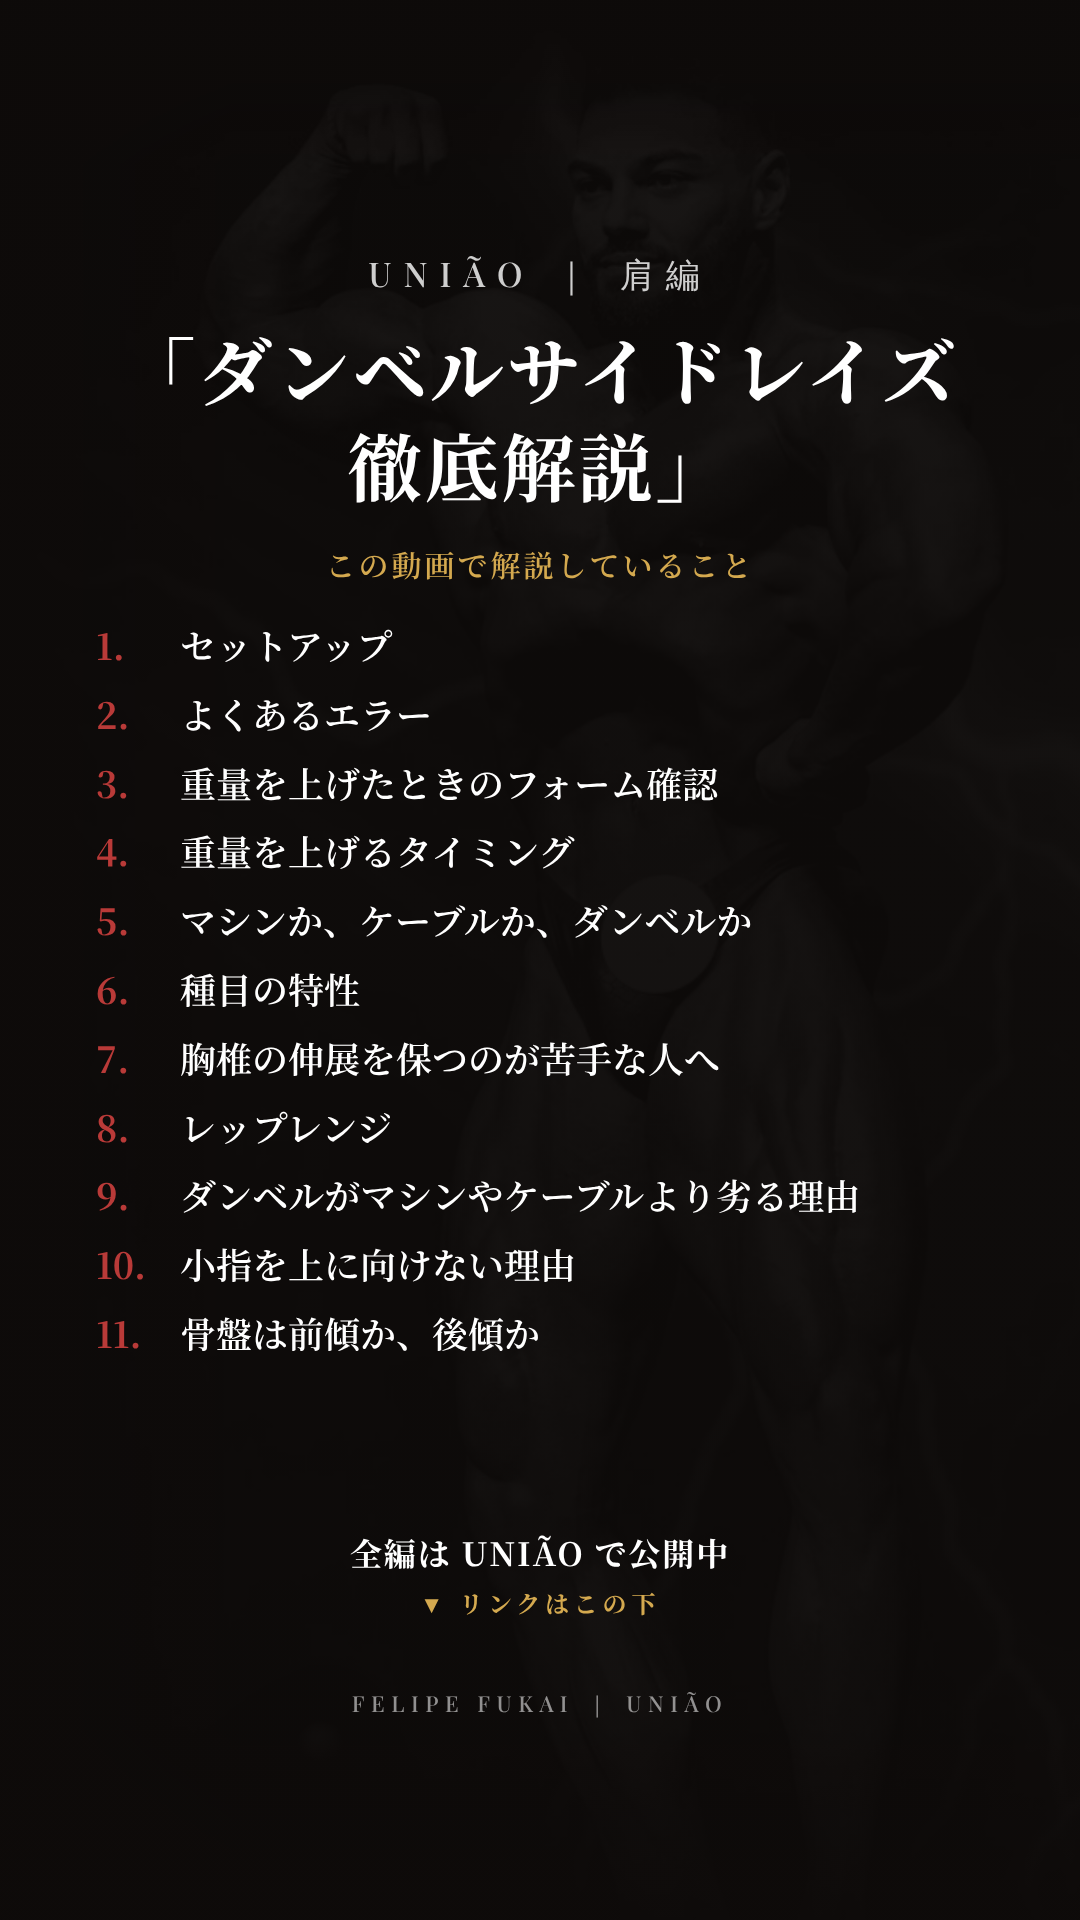 UNIÃO | 肩編
「ダンベルサイドレイズ
徹底解説」
この動画で解説していること
1. セットアップ
2. よくあるエラー
3. 重量を上げたときのフォーム確認
4. 重量を上げるタイミング
5. マシンか、ケーブルか、ダンベルか
6. 種目の特性
7. 胸椎の伸展を保つのが苦手な人へ
8. レップレンジ
9. ダンベルがマシンやケーブルより劣る理由
10. 小指を上に向けない理由
11. 骨盤は前傾か、後傾か
全編は UNIÃO で公開中
▼ リンクはこの下
FELIPE FUKAI | UNIÃO